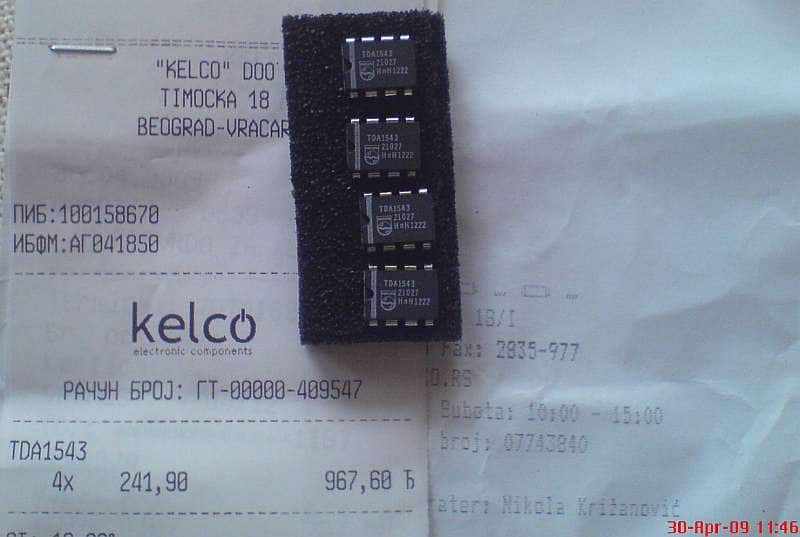 "KELCO" DOO
TIMOCKA 18
BEOGRAD-VRACAR
ПИБ:100158670
ИБФМ:АГ041850
kelco
electronic components
РАЧУН БРОЈ: ГТ-00000-409547
TDA1543
4x 241,90 967,60 Ђ
TDA1543
21027
HnH1222
TDA1543
21027
HnH1222
TDA1543
21027
HnH1222
TDA1543
21027
HnH1222
18/I
Fax: 2835-977
O.RS
Subota: 10:00 - 15:00
broj: 07743840
rater: Nikola Križanović
30-Apr-09 11:46